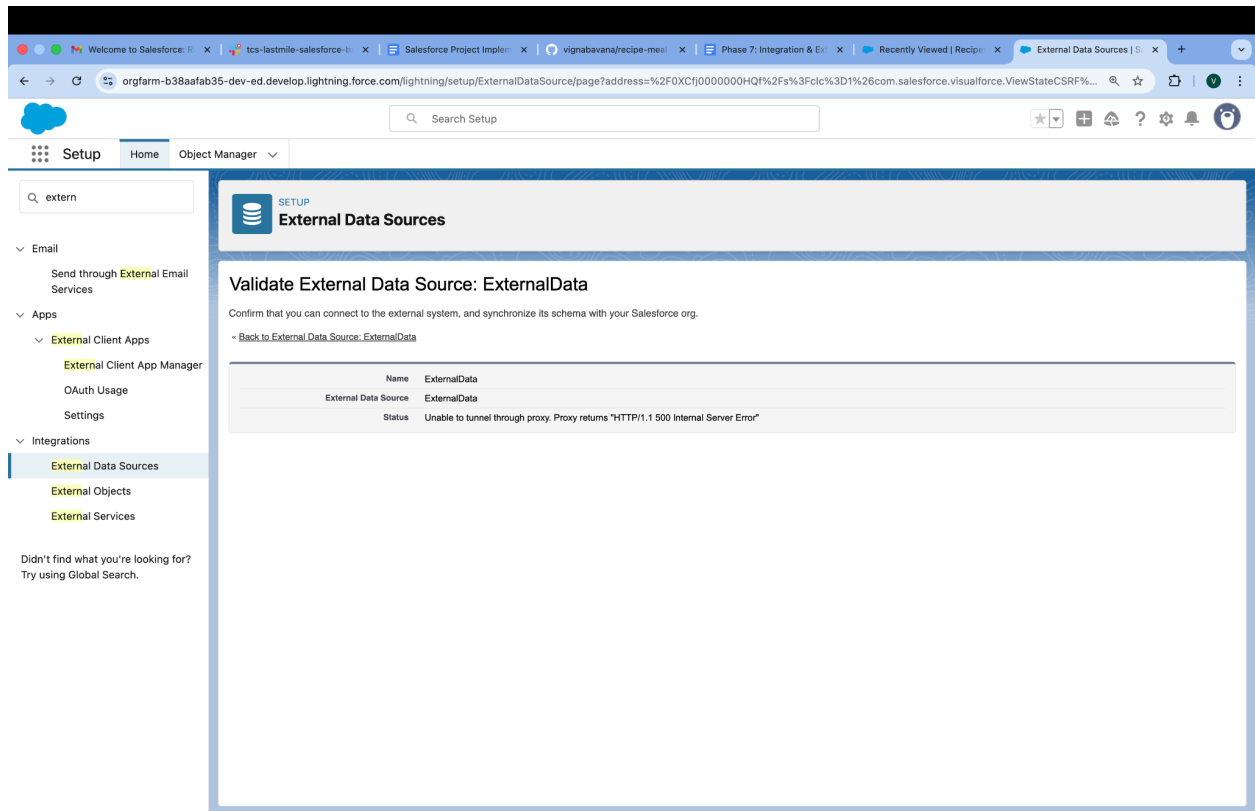 Welcome to Salesforce: R
tcs-lastmile-salesforce-b
Salesforce Project Implem
vignabavana/recipe-meal
Phase 7: Integration & Ex
Recently Viewed | Recipe
External Data Sources | S
orgfarm-b38aafab35-dev-ed.develop.lightning.force.com/lightning/setup/ExternalDataSource/page?address=%2F0XCfj0000000HQf%2Fs%3Fclc%3D1%26com.salesforce.visualforce.ViewStateCSRF%...
V
Search Setup
Setup Home Object Manager
extern
Email
Send through External Email
Services
Apps
External Client Apps
External Client App Manager
OAuth Usage
Settings
Integrations
External Data Sources
External Objects
External Services
Didn't find what you're looking for?
Try using Global Search.
SETUP
External Data Sources
Validate External Data Source: ExternalData
Confirm that you can connect to the external system, and synchronize its schema with your Salesforce org.
« Back to External Data Source: ExternalData
Name ExternalData
External Data Source ExternalData
Status Unable to tunnel through proxy. Proxy returns "HTTP/1.1 500 Internal Server Error"